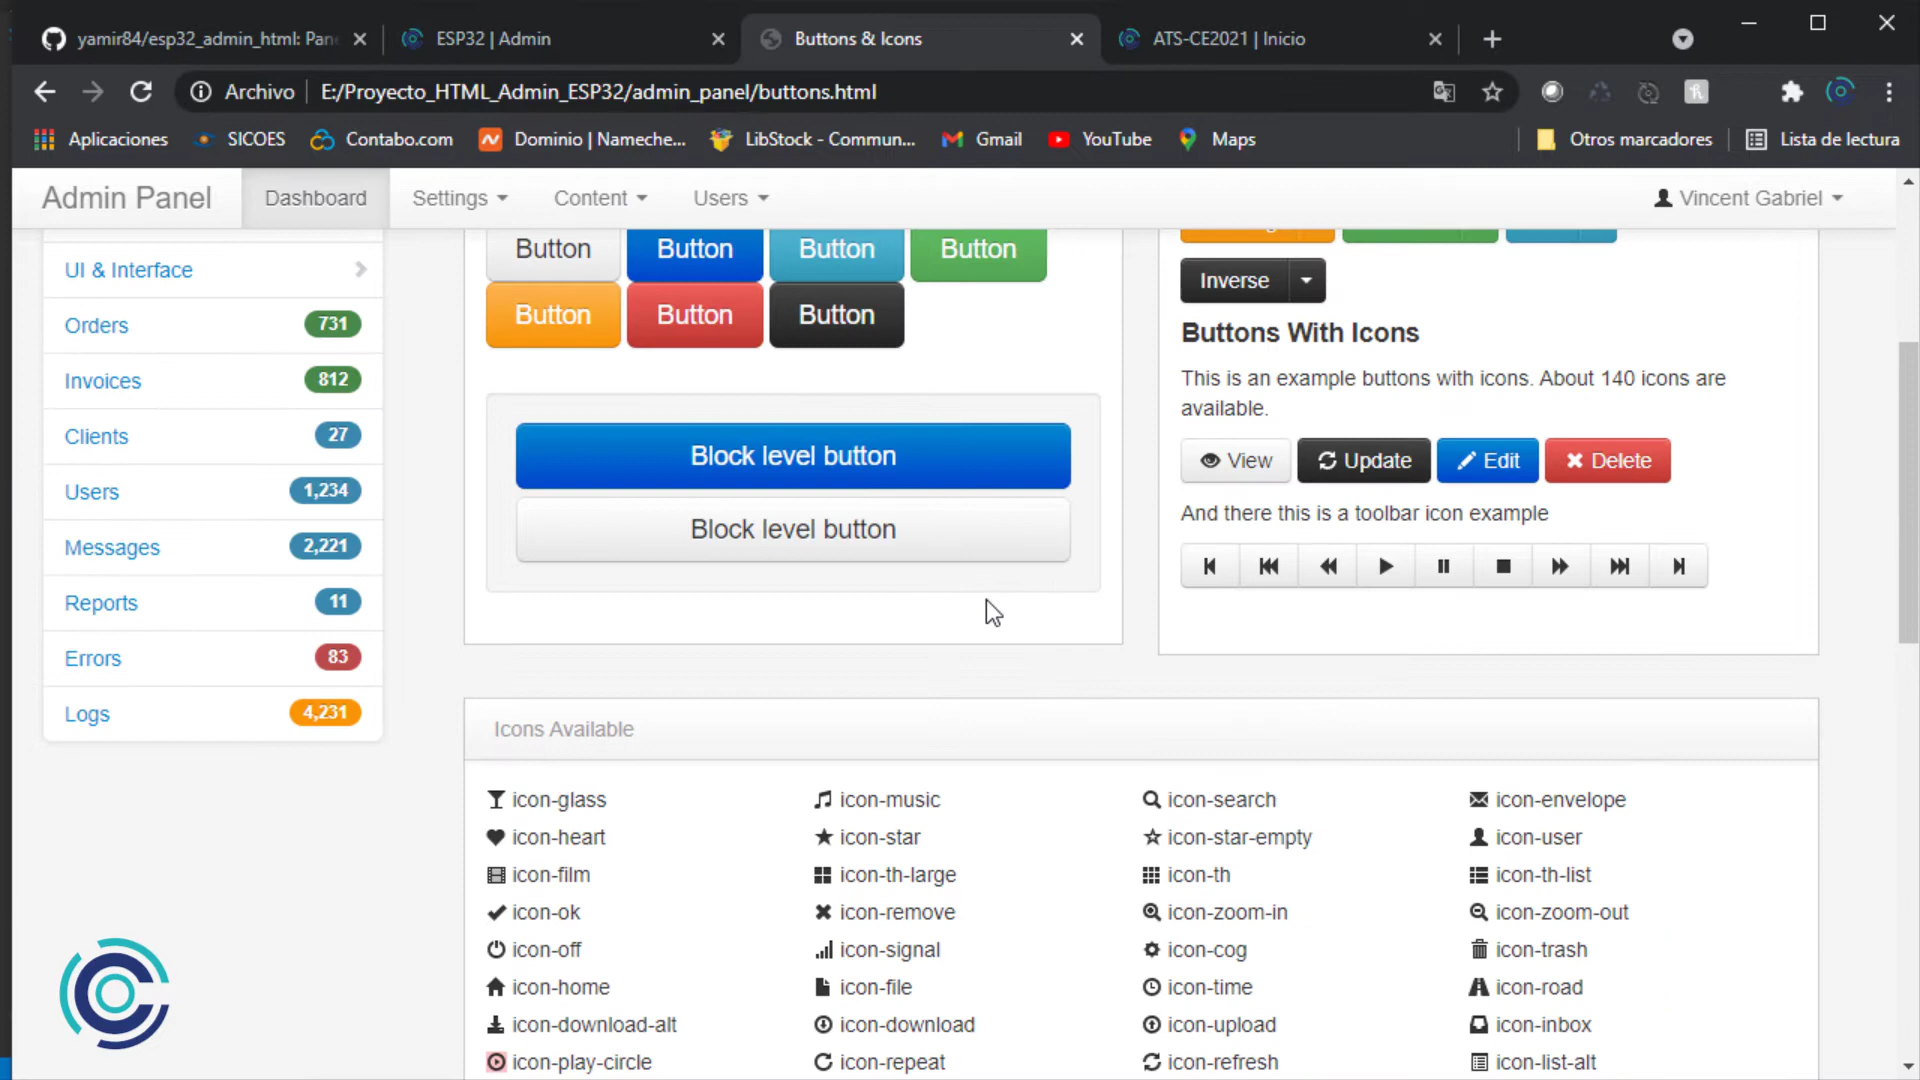 yamir84/esp32_admin_html: Pane
ESP32 | Admin
Buttons & Icons
ATS-CE2021 | Inicio
Archivo
E:/Proyecto_HTML_Admin_ESP32/admin_panel/buttons.html
Aplicaciones
SICOES
Contabo.com
Dominio | Nameche...
LibStock - Commun...
Gmail
YouTube
Maps
Otros marcadores
Lista de lectura
Admin Panel
Dashboard
Settings
Content
Users
Vincent Gabriel
UI & Interface
Orders 731
Invoices 812
Clients 27
Users 1,234
Messages 2,221
Reports 11
Errors 83
Logs 4,231
Button Button Button Button
Button Button Button
Block level button
Block level button
Inverse
Buttons With Icons
This is an example buttons with icons. About 140 icons are
available.
View Update Edit Delete
And there this is a toolbar icon example
Icons Available
icon-glass icon-music icon-search icon-envelope
icon-heart icon-star icon-star-empty icon-user
icon-film icon-th-large icon-th icon-th-list
icon-ok icon-remove icon-zoom-in icon-zoom-out
icon-off icon-signal icon-cog icon-trash
icon-home icon-file icon-time icon-road
icon-download-alt icon-download icon-upload icon-inbox
icon-play-circle icon-repeat icon-refresh icon-list-alt